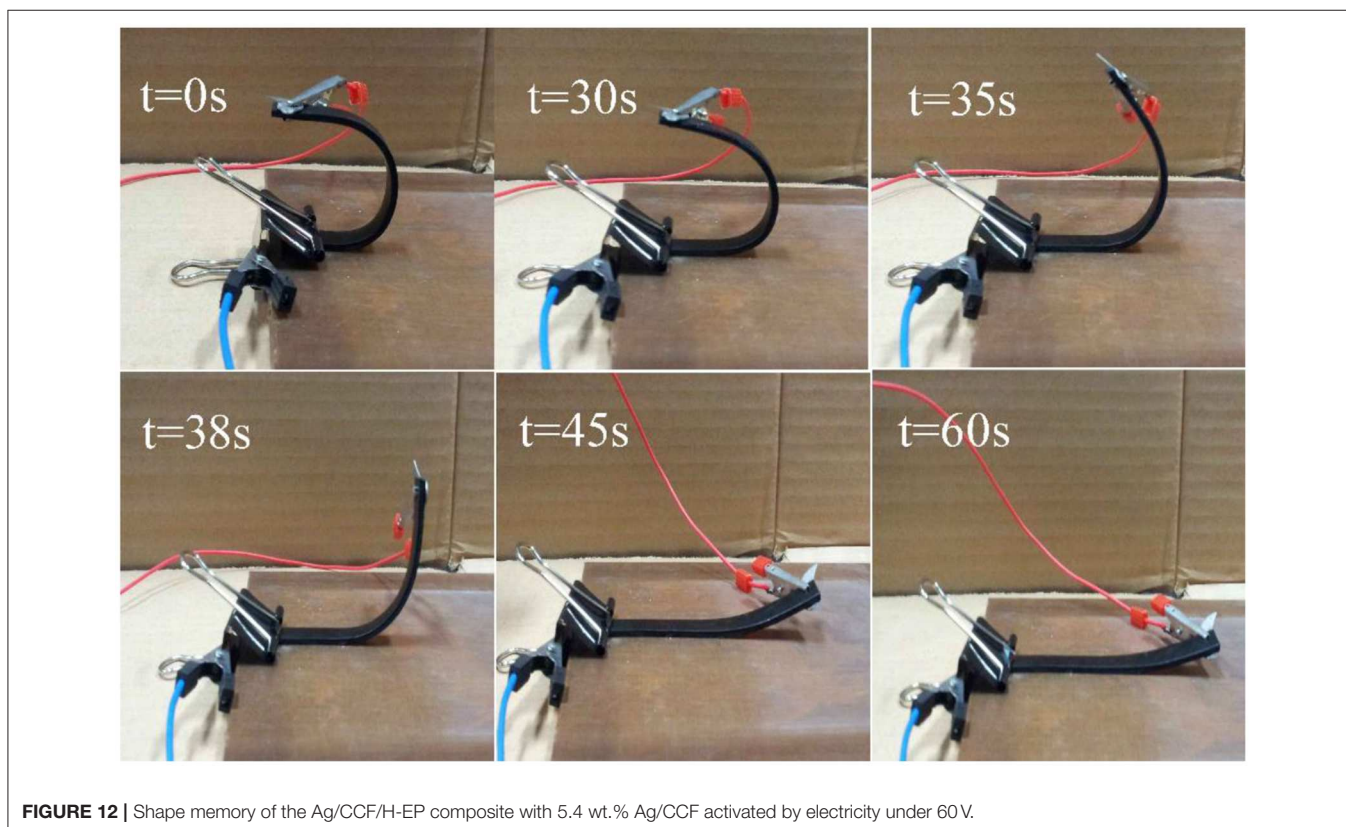 t=0s
t=30s
t=35s
t=38s
t=45s
t=60s
FIGURE 12 | Shape memory of the Ag/CCF/H-EP composite with 5.4 wt.% Ag/CCF activated by electricity under 60 V.